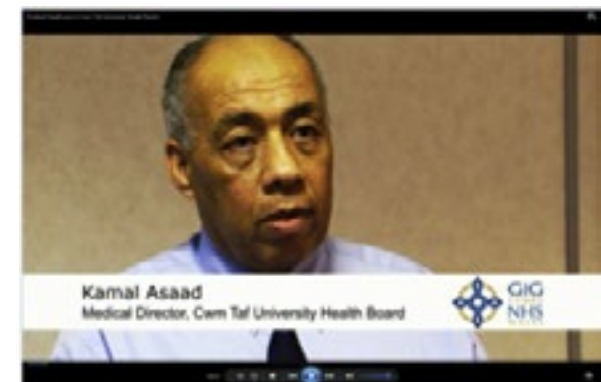 Kamal Asaad
Medical Director, Cwm Taf University Health Board
GIG
NHS